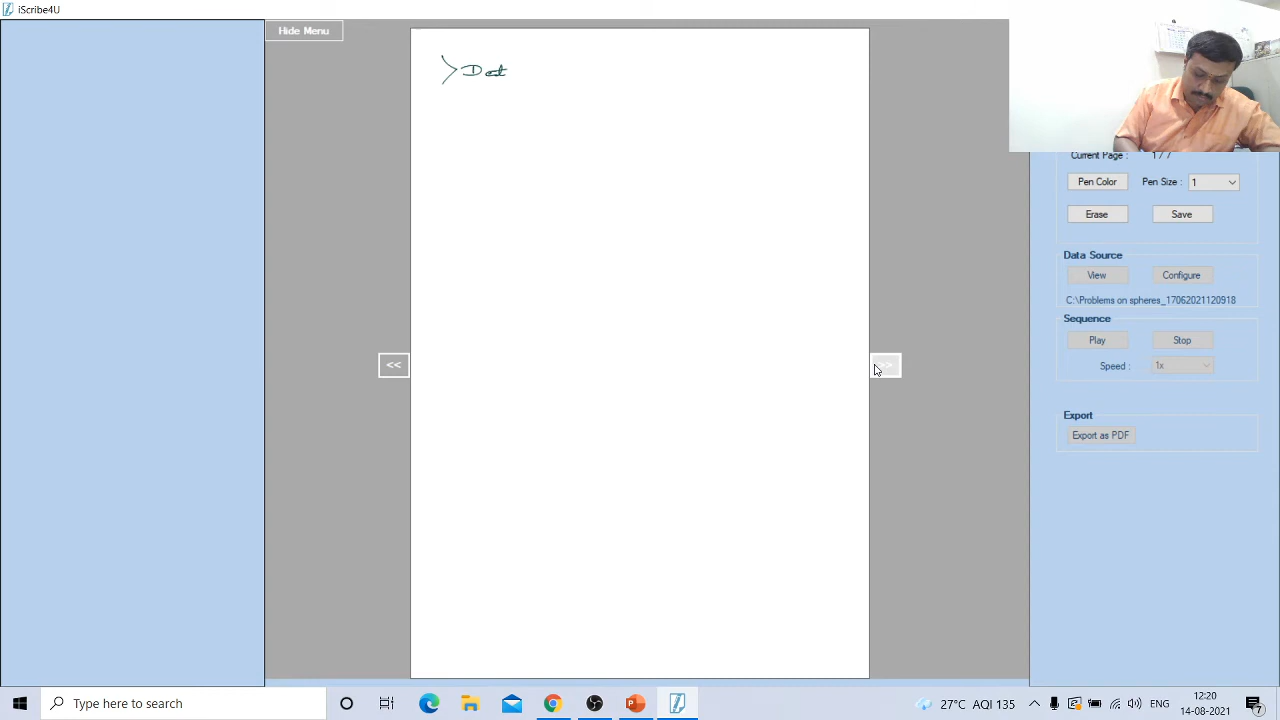 iScribe4U
Hide Menu
> Det
Current Page : 1 / 7
Pen Color Pen Size : 1
Erase Save
Data Source
View Configure
C:\Problems on spheres_17062021120918
Sequence
<< >> Play Stop
Speed : 1x
Export
Export as PDF
Type here to search
27°C AQI 135 ENG 12:20
14-08-2021
7